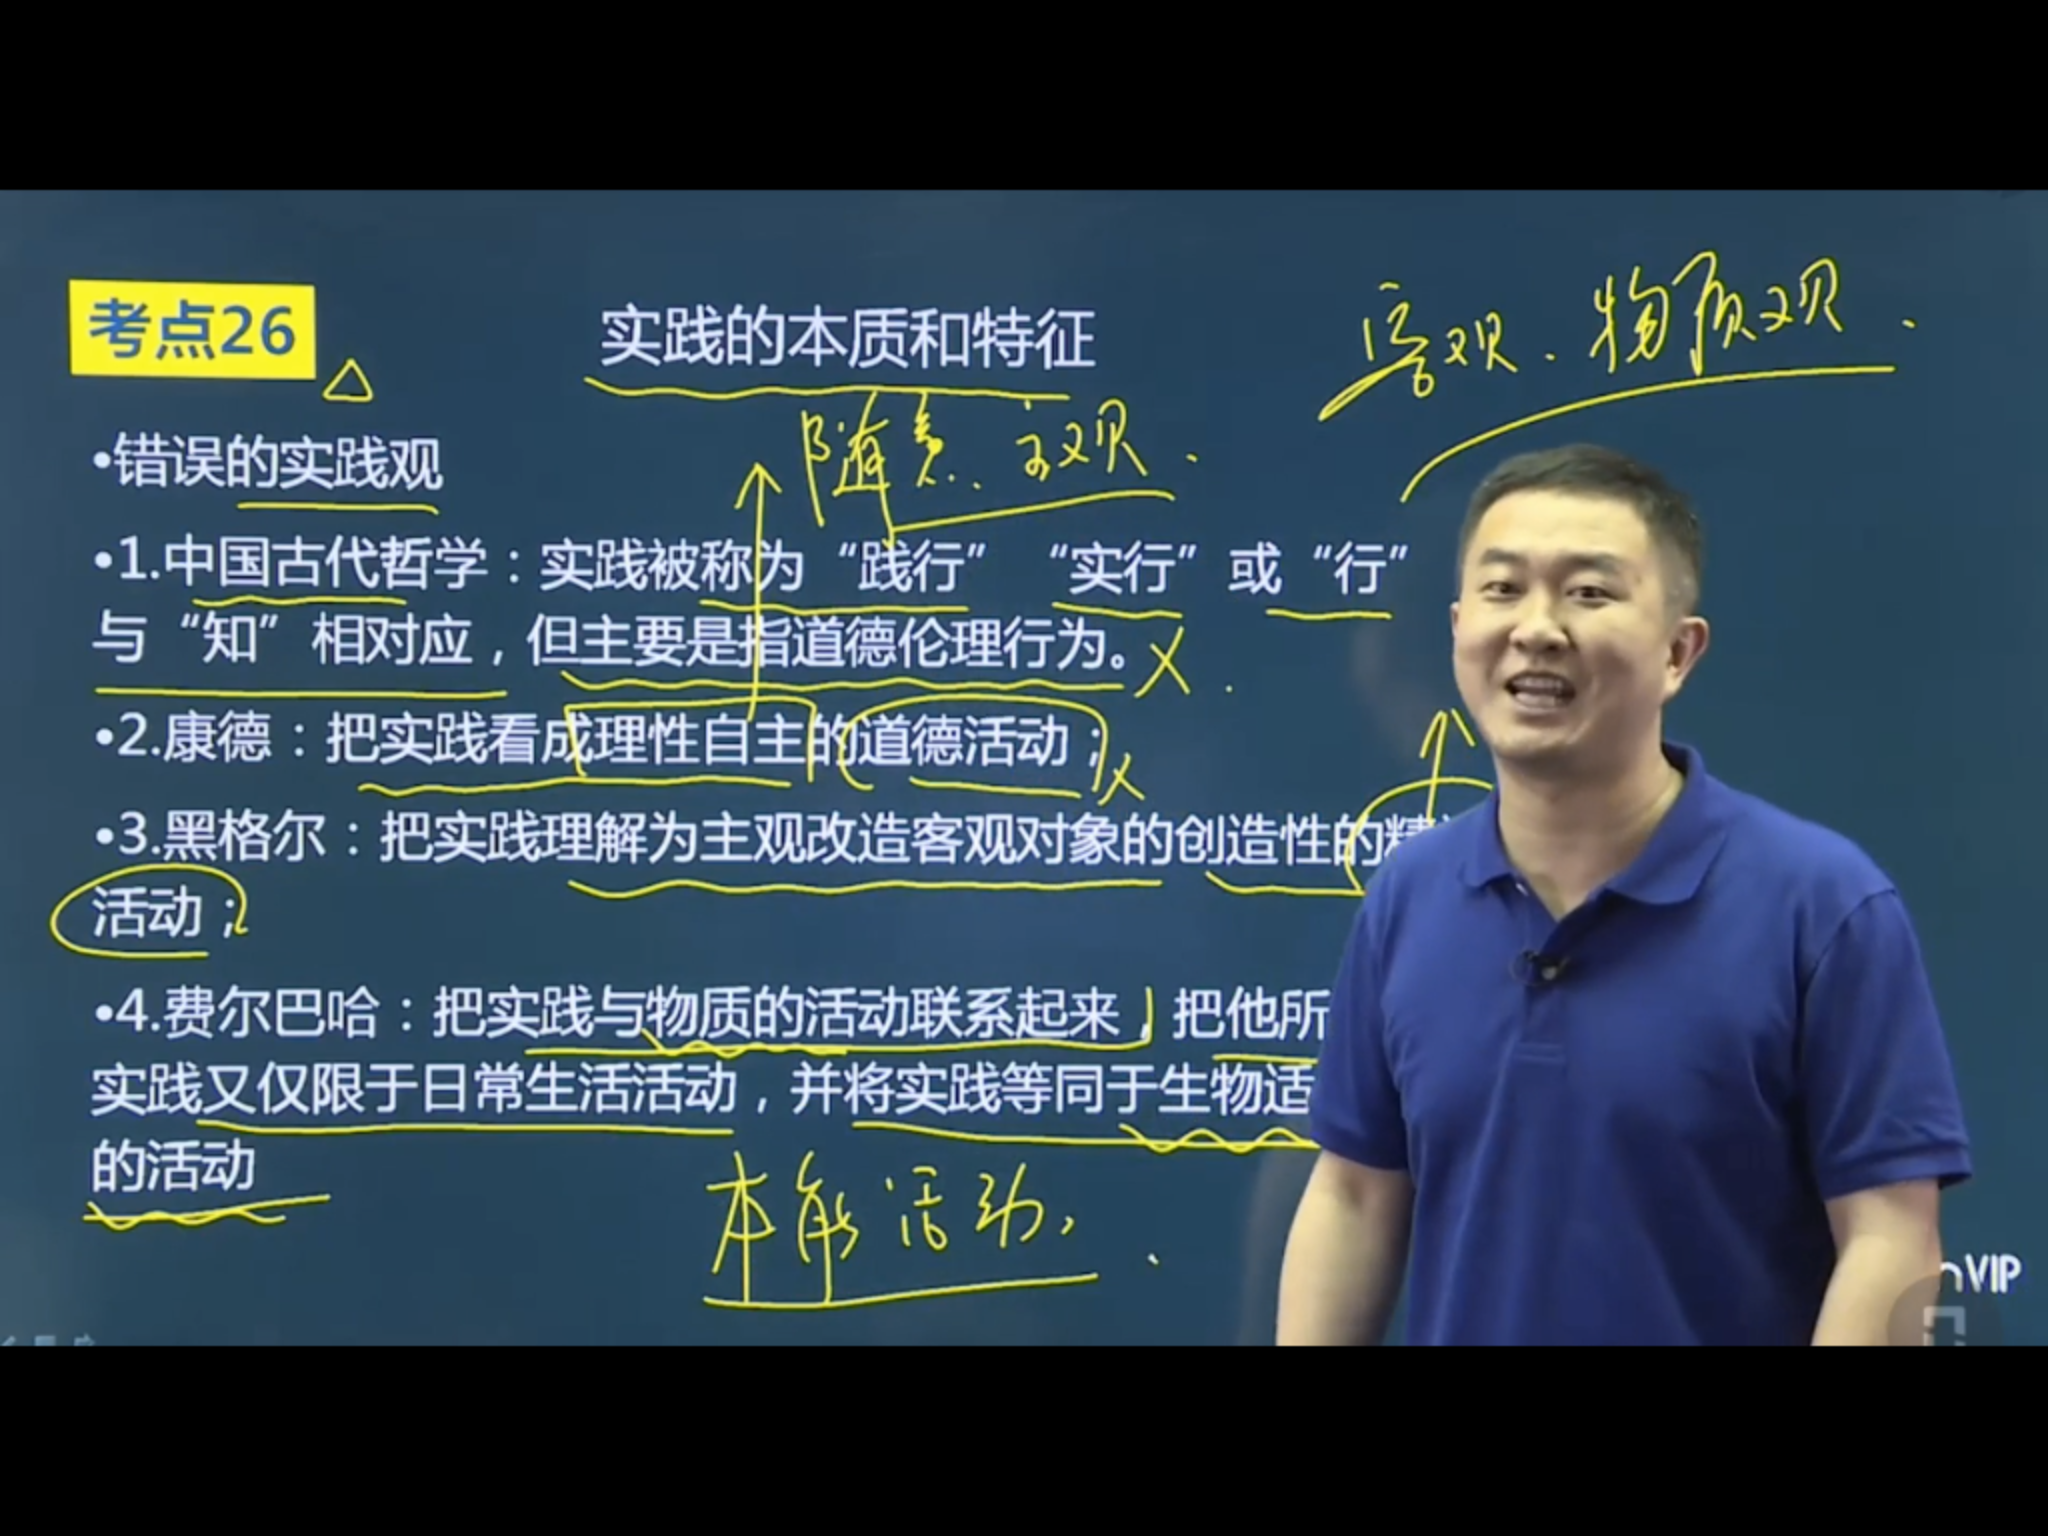 考点26
实践的本质和特征
客观.物质观.
随意.主观.
•错误的实践观
•1.中国古代哲学：实践被称为“践行”“实行”或“行”
与“知”相对应，但主要是指道德伦理行为。X.
•2.康德：把实践看成理性自主的道德活动；X
•3.黑格尔：把实践理解为主观改造客观对象的创造性的
活动；
•4.费尔巴哈：把实践与物质的活动联系起来，把他所
实践又仅限于日常生活活动，并将实践等同于生物适
的活动
本能活动.
VIP